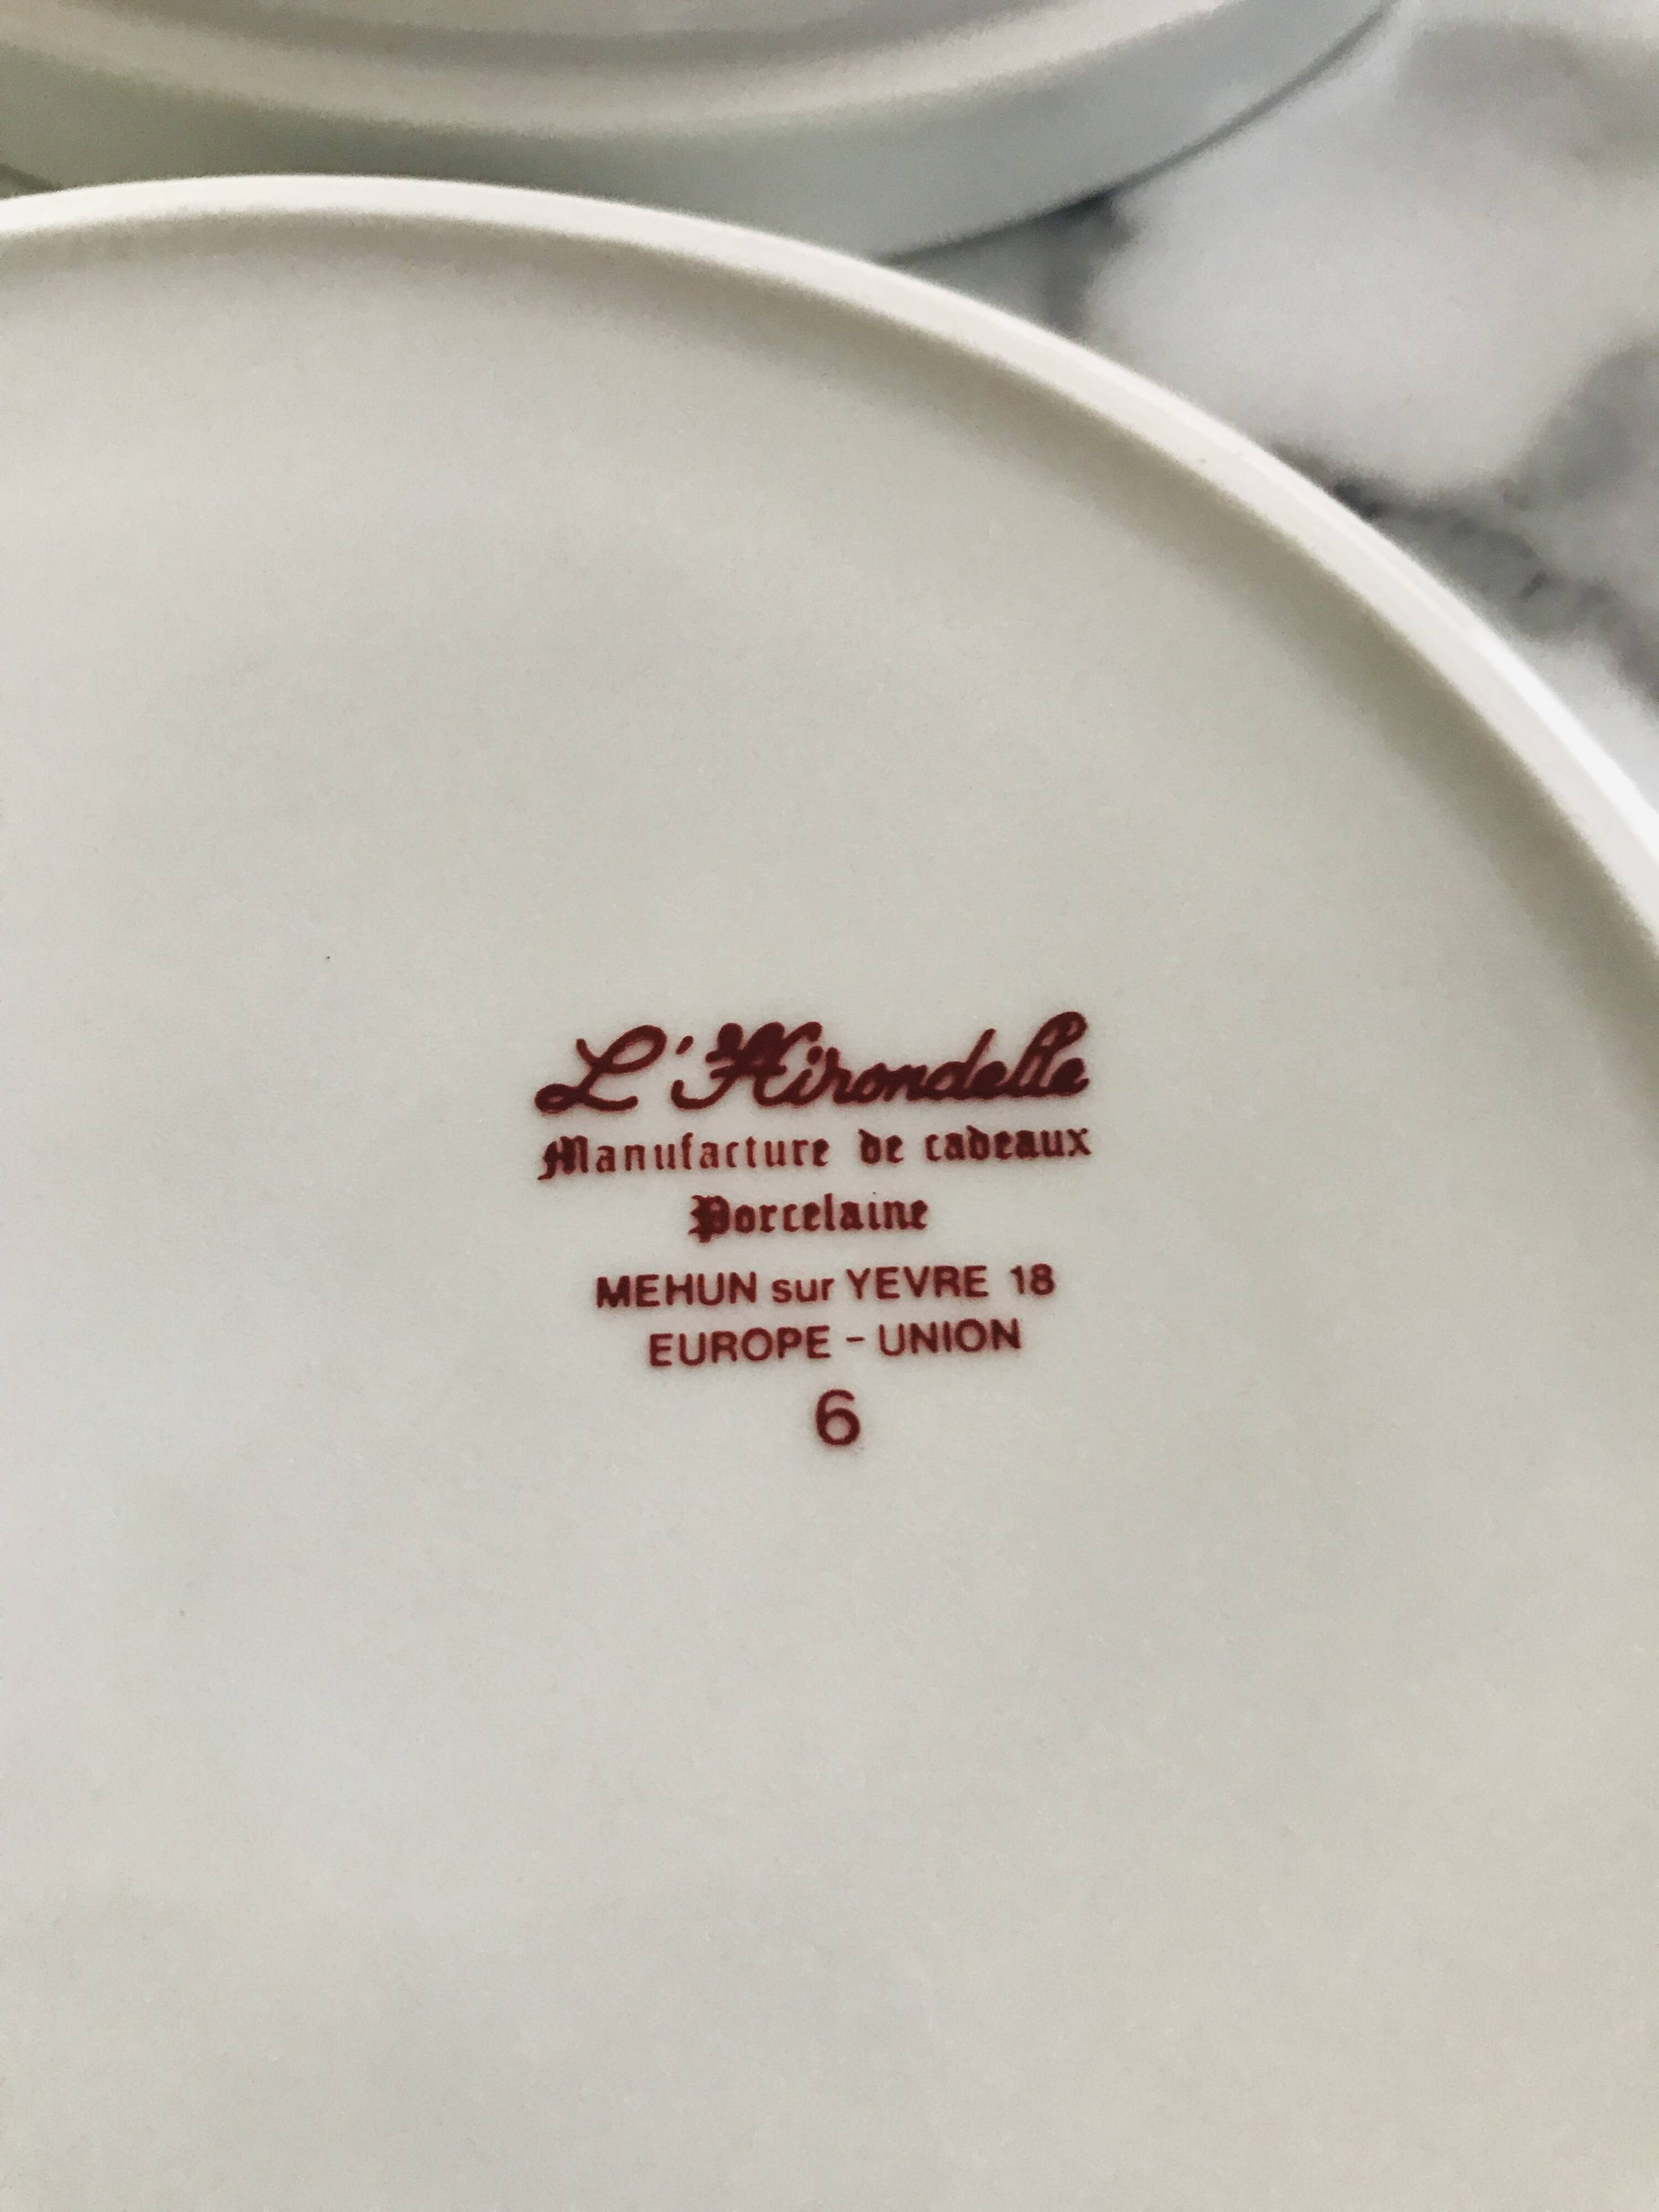 L'Hirondelle
Manufacture de cadeaux
Porcelaine
MEHUN sur YEVRE 18
EUROPE - UNION
6